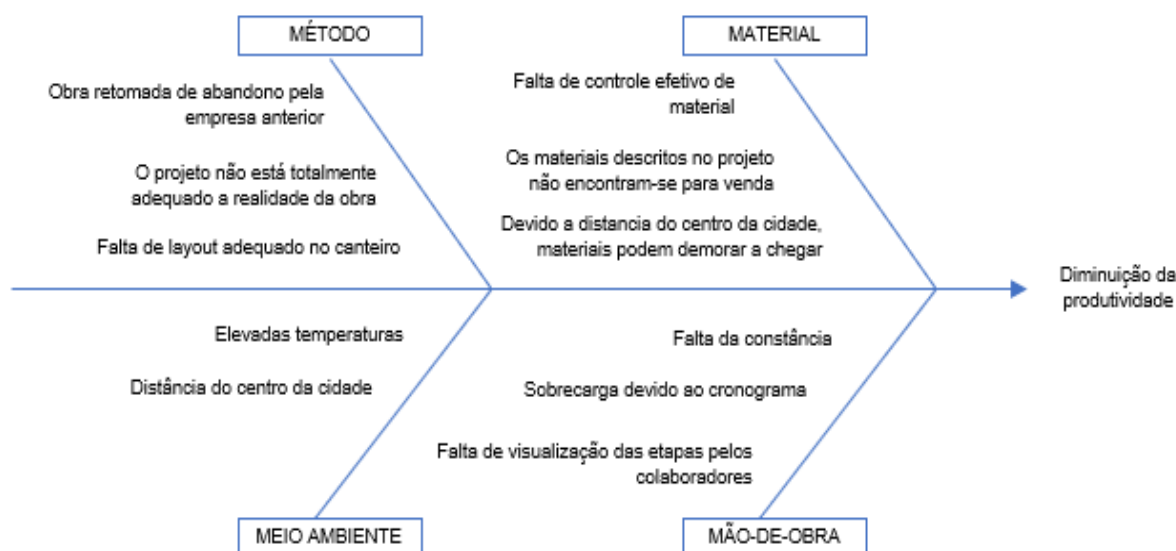 MÉTODO
MATERIAL
Obra retomada de abandono pela
empresa anterior
O projeto não está totalmente
adequado a realidade da obra
Falta de layout adequado no canteiro
Falta de controle efetivo de
material
Os materiais descritos no projeto
não encontram-se para venda
Devido a distancia do centro da cidade,
materiais podem demorar a chegar
Diminuição da
produtividade
Elevadas temperaturas
Distância do centro da cidade
Falta da constância
Sobrecarga devido ao cronograma
Falta de visualização das etapas pelos
colaboradores
MEIO AMBIENTE
MÃO-DE-OBRA